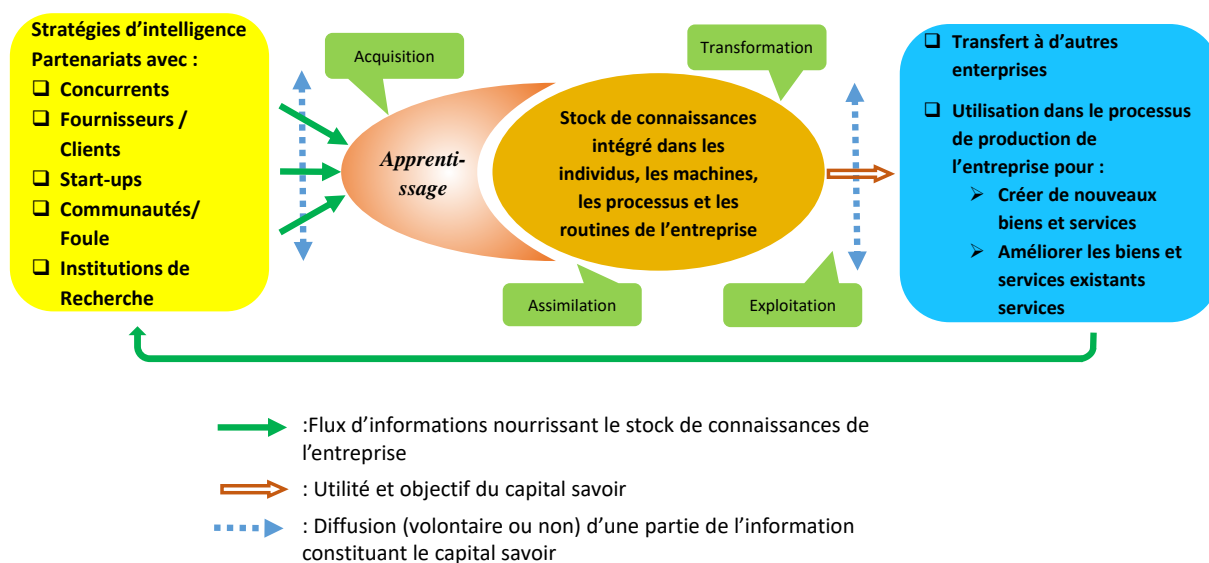 Stratégies d’intelligence
Partenariats avec :
❑ Concurrents
❑ Fournisseurs /
Clients
❑ Start-ups
❑ Communautés/
Foule
❑ Institutions de
Recherche
Acquisition
Apprenti-
ssage
Assimilation
Transformation
Stock de connaissances
intégré dans les
individus, les machines,
les processus et les
routines de l’entreprise
Exploitation
❑ Transfert à d’autres
enterprises
❑ Utilisation dans le processus
de production de
l’entreprise pour :
➢ Créer de nouveaux
biens et services
➢ Améliorer les biens et
services existants
services
:Flux d’informations nourrissant le stock de connaissances de
l’entreprise
: Utilité et objectif du capital savoir
: Diffusion (volontaire ou non) d’une partie de l’information
constituant le capital savoir